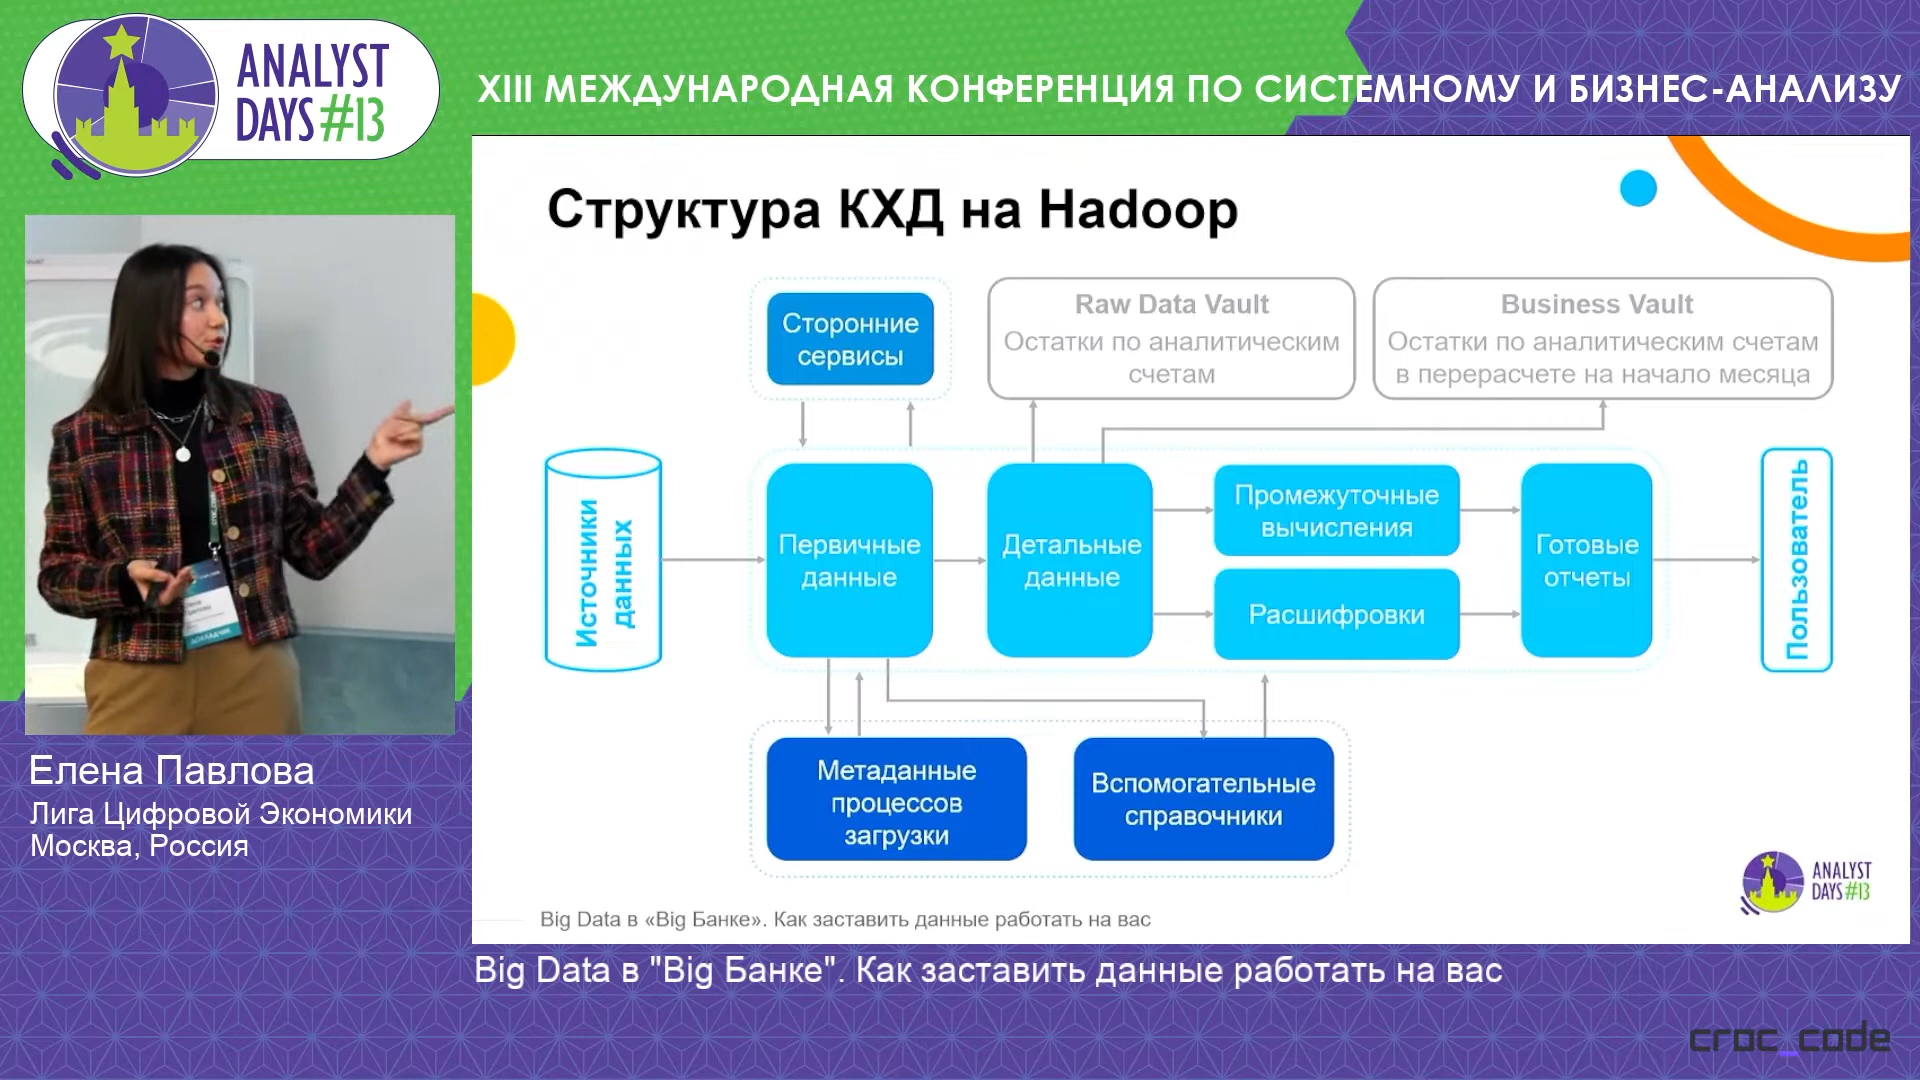 ANALYST
DAYS #13
XIII МЕЖДУНАРОДНАЯ КОНФЕРЕНЦИЯ ПО СИСТЕМНОМУ И БИЗНЕС-АНАЛИЗУ
Структура КХД на Hadoop
Сторонние
сервисы
Raw Data Vault
Остатки по аналитическим
счетам
Business Vault
Остатки по аналитическим счетам
в перерасчете на начало месяца
Источники
данных
Первичные
данные
Детальные
данные
Промежуточные
вычисления
Расшифровки
Готовые
отчеты
Пользователь
Метаданные
процессов
загрузки
Вспомогательные
справочники
ANALYST
DAYS #13
Big Data в «Big Банке». Как заставить данные работать на вас
ДОКЛАДЧИК
Елена Павлова
Лига Цифровой Экономики
Москва, Россия
Big Data в "Big Банке". Как заставить данные работать на вас
croc_code